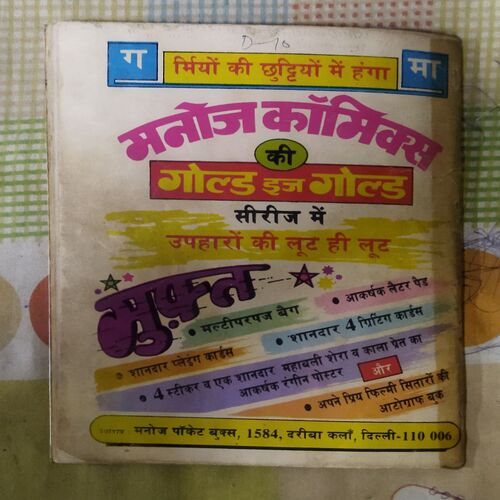 D-10
गर्मियों की छुट्टियों में हंगामा
मनोज कॉमिक्स
की
गोल्ड इज गोल्ड
सीरीज में
उपहारों की लूट ही लूट
मुफ़्त
• आकर्षक लैटर पैड
• मल्टीपरपज बैग
• शानदार 4 ग्रिटिंग कार्डस
• शानदार प्लेइंग कार्डस
• 4 स्टीकर व एक शानदार महाबली शेरा व काला प्रेत का
आकर्षक रंगीन पोस्टर
और
• अपने प्रिय फिल्मी सितारों की
आटोग्राफ बुक
मनोज पॉकेट बुक्स, 1584, दरीबा कलाँ, दिल्ली-110 006